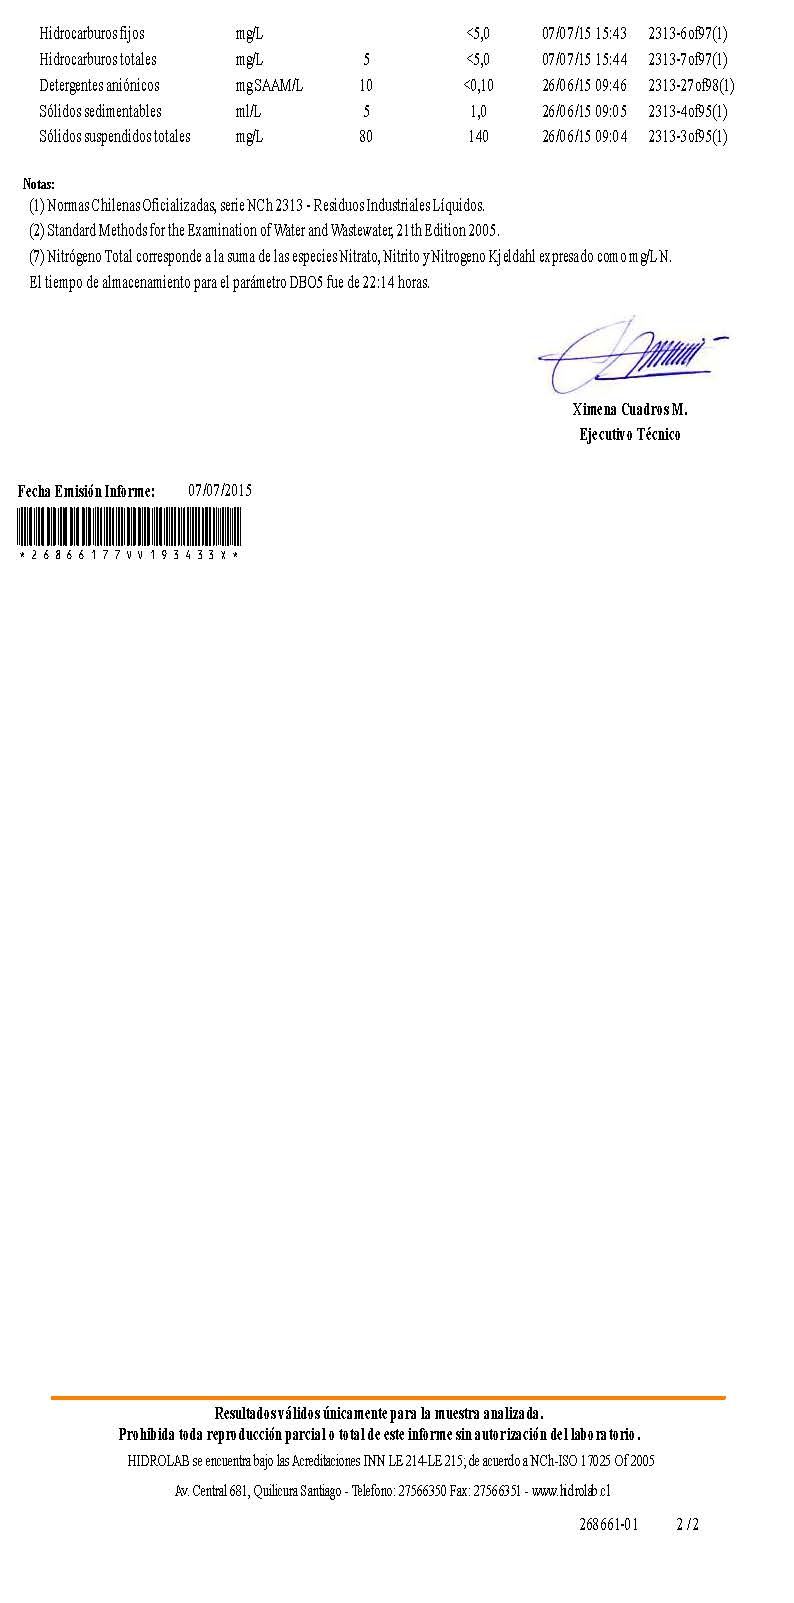 Hidrocarburos fijos mg/L <5,0 07/07/15 15:43 2313-6of97(1)
Hidrocarburos totales mg/L 5 <5,0 07/07/15 15:44 2313-7of97(1)
Detergentes aniónicos mg SAAM/L 10 <0,10 26/06/15 09:46 2313-27of98(1)
Sólidos sedimentables ml/L 5 1,0 26/06/15 09:05 2313-4of95(1)
Sólidos suspendidos totales mg/L 80 140 26/06/15 09:04 2313-3of95(1)
Notas:
(1) Normas Chilenas Oficializadas, serie NCh 2313 - Residuos Industriales Líquidos.
(2) Standard Methods for the Examination of Water and Wastewater, 21th Edition 2005.
(7) Nitrógeno Total corresponde a la suma de las especies Nitrato, Nitrito y Nitrogeno Kjeldahl expresado como mg/L N.
El tiempo de almacenamiento para el parámetro DBO5 fue de 22:14 horas.
Ximena Cuadros M.
Ejecutivo Técnico
Fecha Emisión Informe: 07/07/2015
*26866177VV193433X*
Resultados válidos únicamente para la muestra analizada.
Prohibida toda reproducción parcial o total de este informe sin autorización del laboratorio.
HIDROLAB se encuentra bajo las Acreditaciones INN LE 214-LE 215; de acuerdo a NCh-ISO 17025 Of 2005
Av. Central 681, Quilicura Santiago - Telefono: 27566350 Fax: 27566351 - www.hidrolab.cl
268661-01 2 / 2